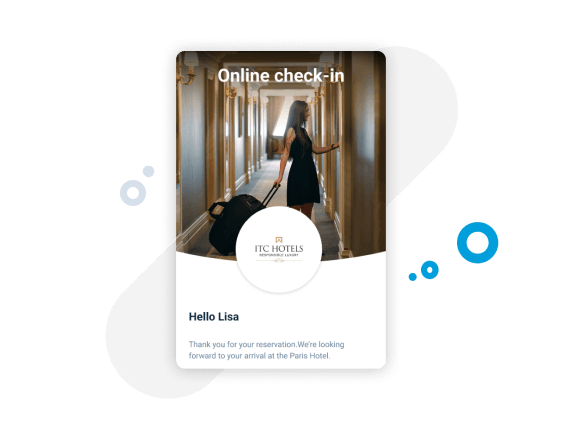 Online check-in
ITC HOTELS
RESPONSIBLE LUXURY
Hello Lisa
Thank you for your reservation.We're looking
forward to your arrival at the Paris Hotel.